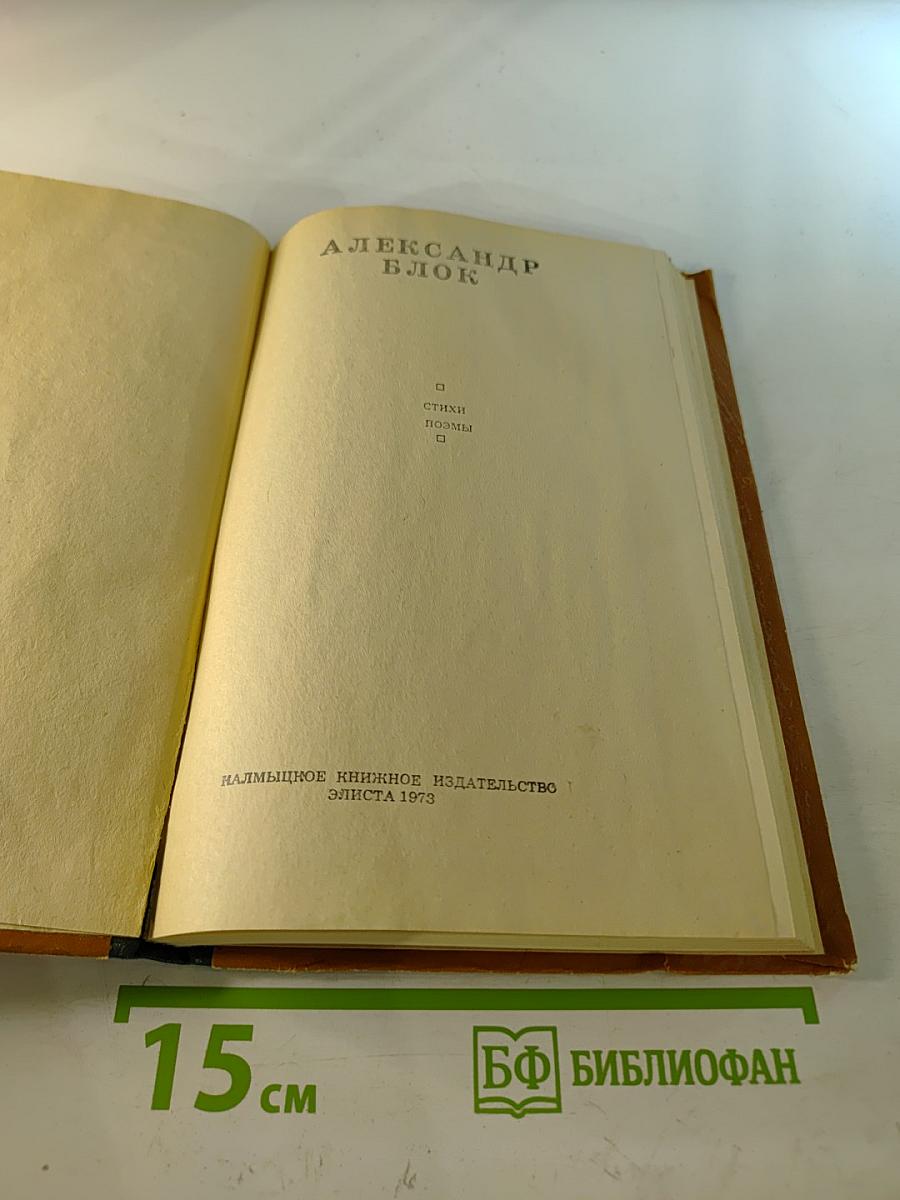 АЛЕКСАНДР
БЛОК
СТИХИ
ПОЭМЫ
КАЛМЫЦКОЕ КНИЖНОЕ ИЗДАТЕЛЬСТВО
ЭЛИСТА 1973
15 см
БФ БИБЛИОФАН